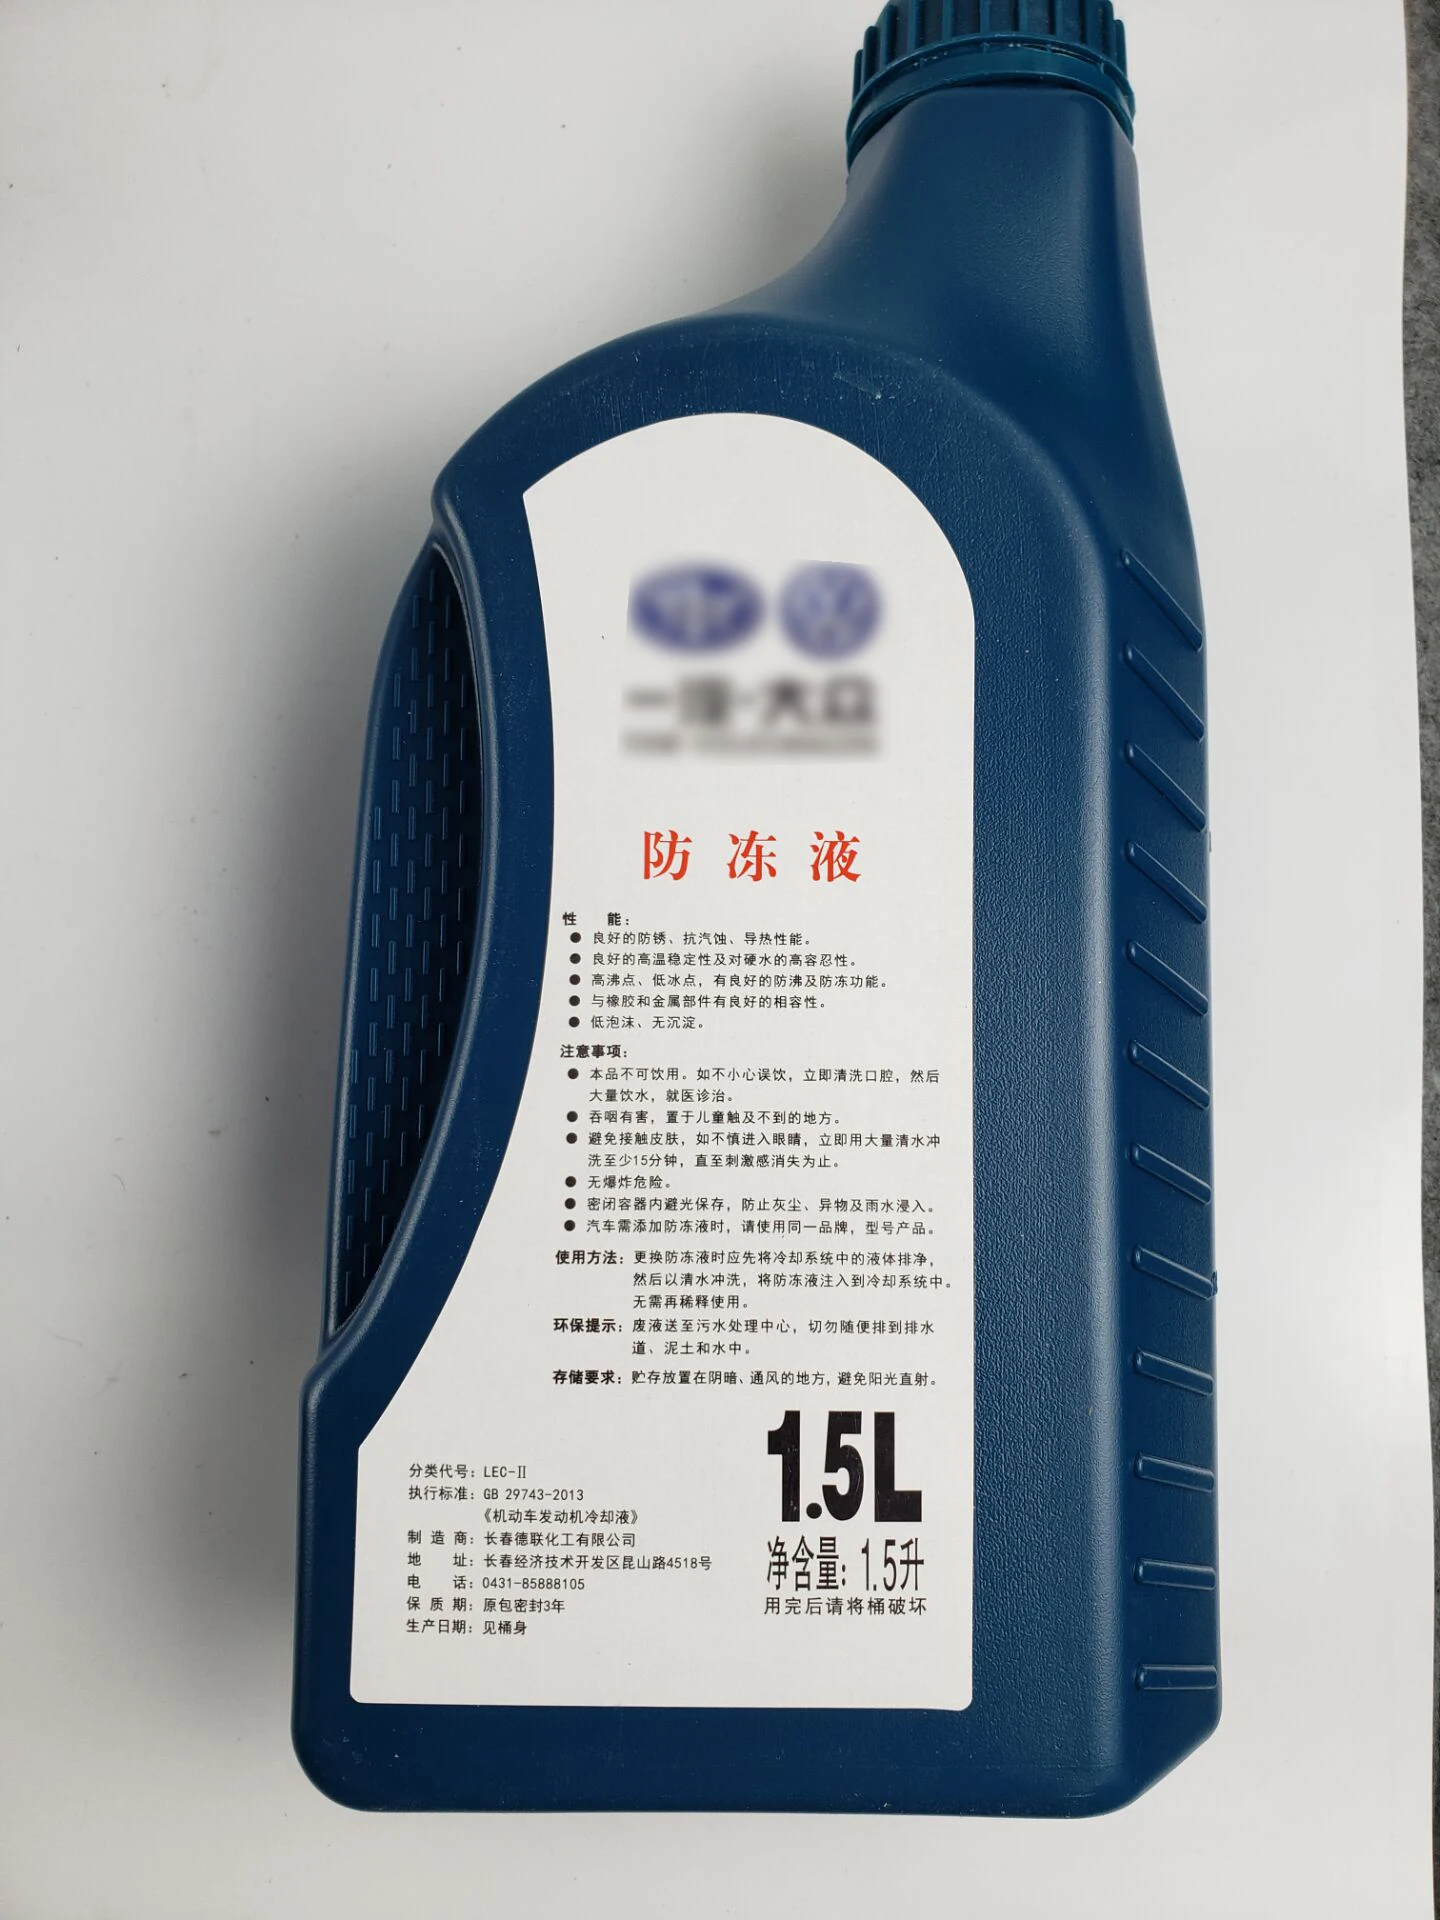 防冻液
性 能：
● 良好的防锈、抗汽蚀、导热性能。
● 良好的高温稳定性及对硬水的高容忍性。
● 高沸点、低冰点，有良好的防沸及防冻功能。
● 与橡胶和金属部件有良好的相容性。
● 低泡沫、无沉淀。
注意事项：
● 本品不可饮用。如不小心误饮，立即清洗口腔，然后
大量饮水，就医诊治。
● 吞咽有害，置于儿童触及不到的地方。
● 避免接触皮肤，如不慎进入眼睛，立即用大量清水冲
洗至少15分钟，直至刺激感消失为止。
● 无爆炸危险。
● 密闭容器内避光保存，防止灰尘、异物及雨水浸入。
● 汽车需添加防冻液时，请使用同一品牌，型号产品。
使用方法：更换防冻液时应先将冷却系统中的液体排净，
然后以清水冲洗，将防冻液注入到冷却系统中。
无需再稀释使用。
环保提示：废液送至污水处理中心，切勿随便排到排水
道、泥土和水中。
存储要求：贮存放置在阴暗、通风的地方，避免阳光直射。
分类代号：LEC-Ⅱ
执行标准：GB 29743-2013
《机动车发动机冷却液》
制 造 商：长春德联化工有限公司
地 址：长春经济技术开发区昆山路4518号
电 话：0431-85888105
保 质 期：原包密封3年
生产日期：见桶身
1.5L
净含量：1.5升
用完后请将桶破坏